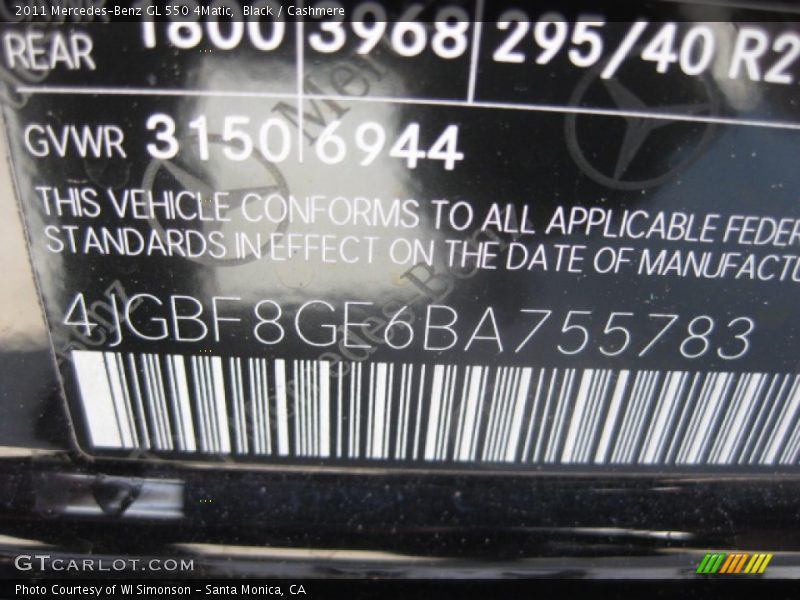 2011 Mercedes-Benz GL 550 4Matic, Black / Cashmere
REAR 1800 3968 295/40 R2
GVWR 3150 6944
THIS VEHICLE CONFORMS TO ALL APPLICABLE FEDER
STANDARDS IN EFFECT ON THE DATE OF MANUFACTU
4JGBF8GE6BA755783
GTCARLOT.COM
Photo Courtesy of WI Simonson - Santa Monica, CA